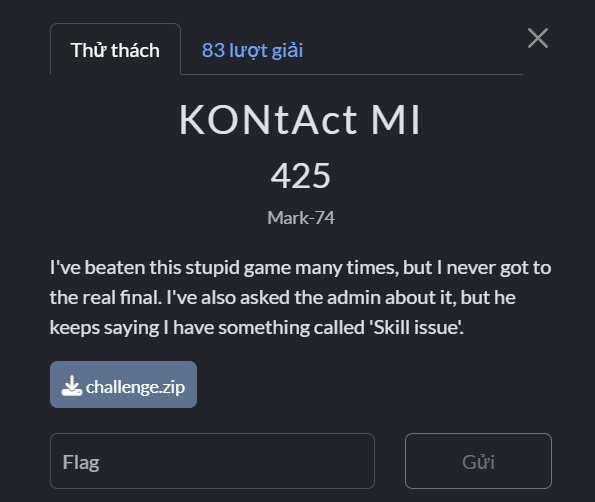 Thử thách
83 lượt giải
KONtAct MI
425
Mark-74
I've beaten this stupid game many times, but I never got to
the real final. I've also asked the admin about it, but he
keeps saying I have something called 'Skill issue'.
challenge.zip
Flag
Gửi